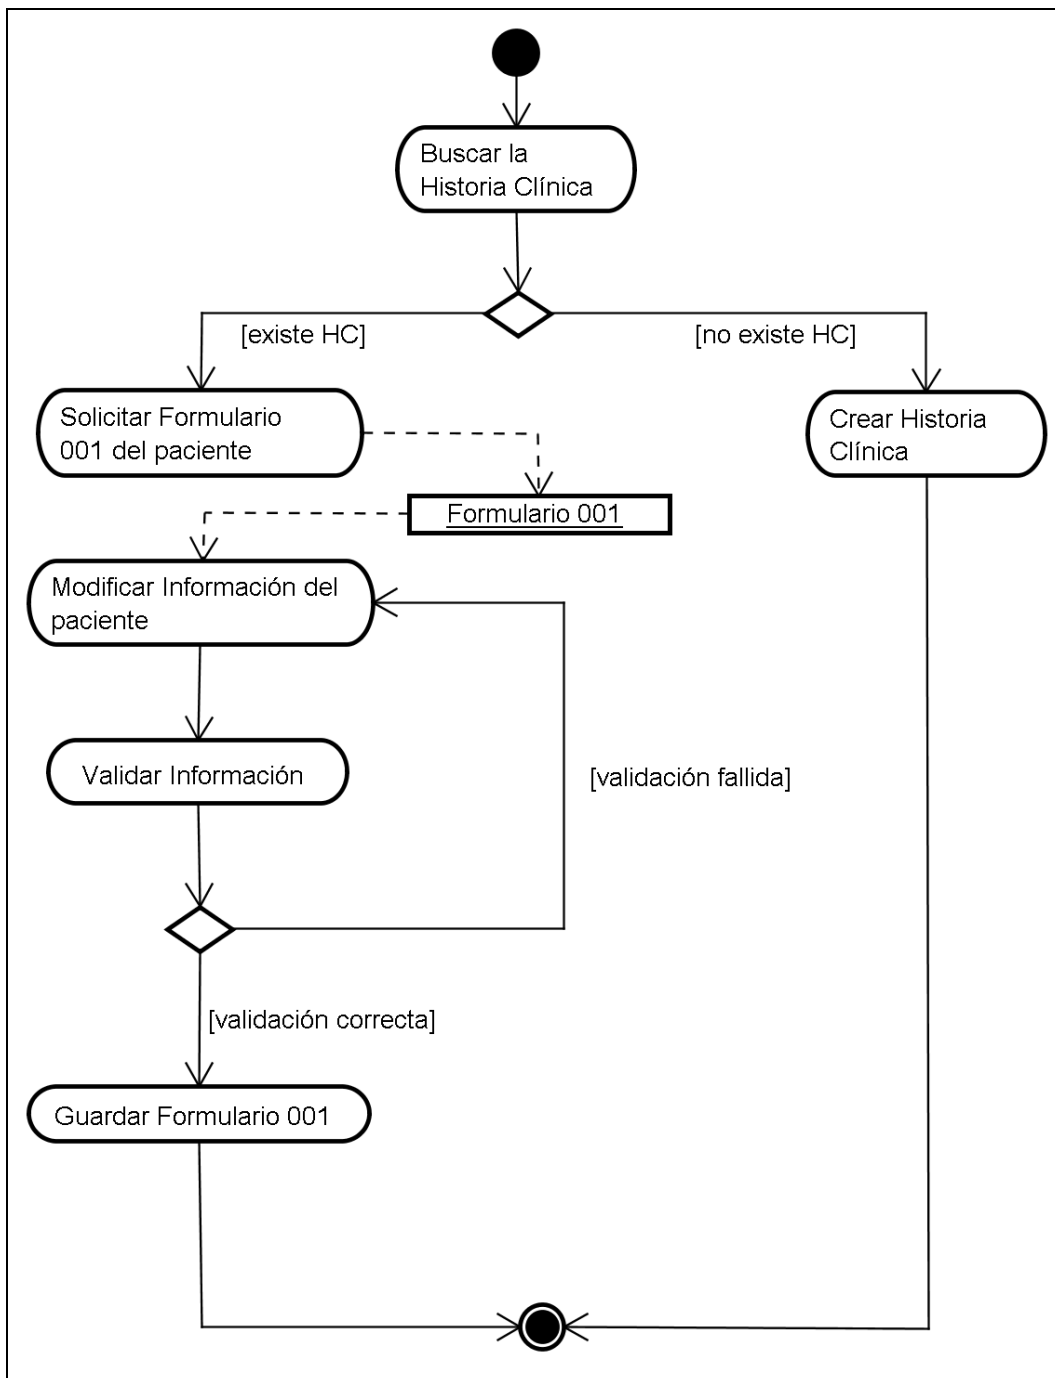 Buscar la
Historia Clínica
[existe HC]
[no existe HC]
Solicitar Formulario
001 del paciente
Crear Historia
Clínica
Formulario 001
Modificar Información del
paciente
Validar Información
[validación fallida]
[validación correcta]
Guardar Formulario 001